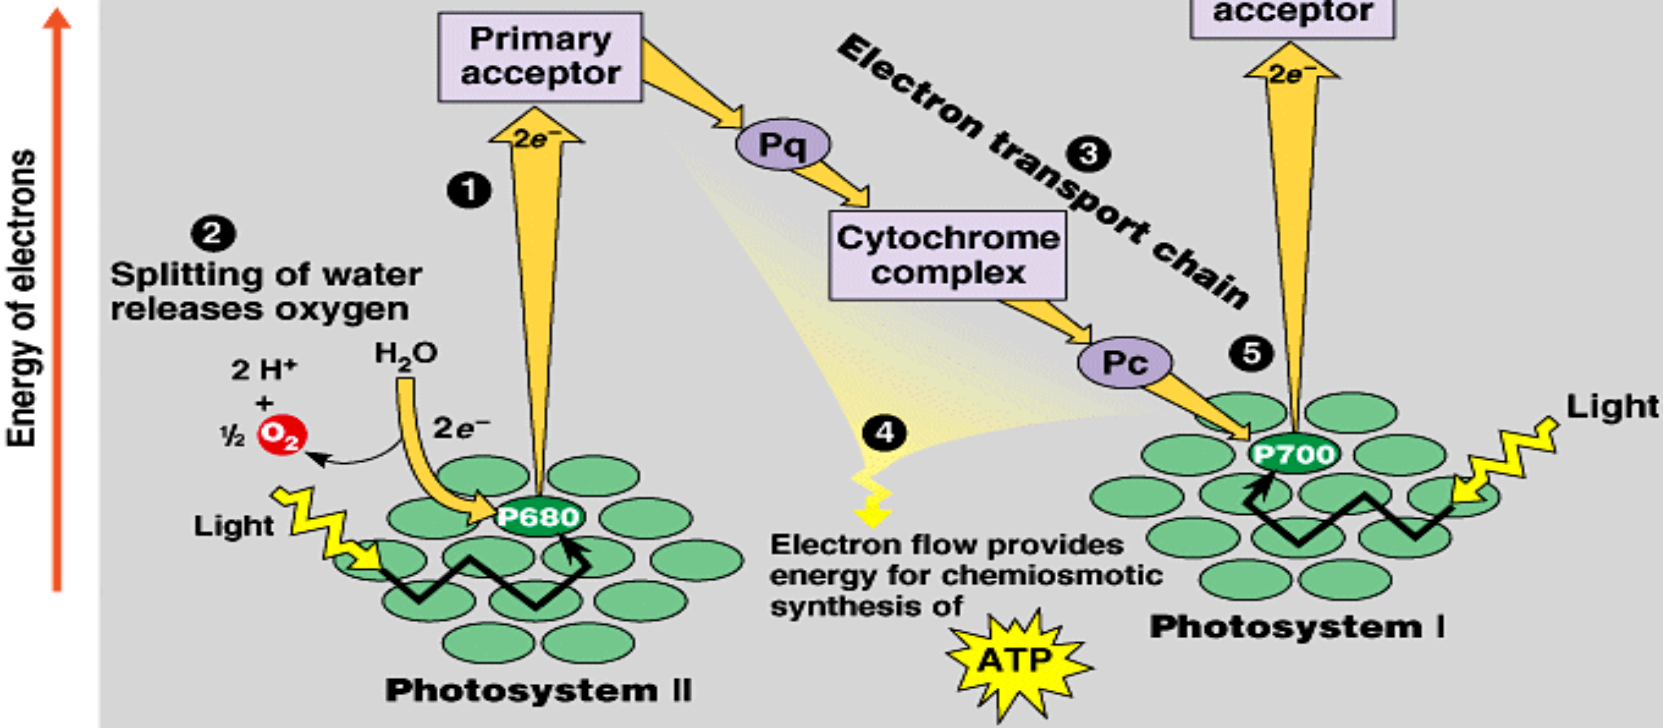 Energy of electrons
Primary
acceptor
acceptor
2e⁻
2e⁻
Pq
Electron transport chain
3
1
2
Splitting of water
releases oxygen
Cytochrome
complex
H₂O
2 H⁺
+
½ O₂
2e⁻
Pc
5
4
Light
Light
P680
P700
Electron flow provides
energy for chemiosmotic
synthesis of
ATP
Photosystem I
Photosystem II